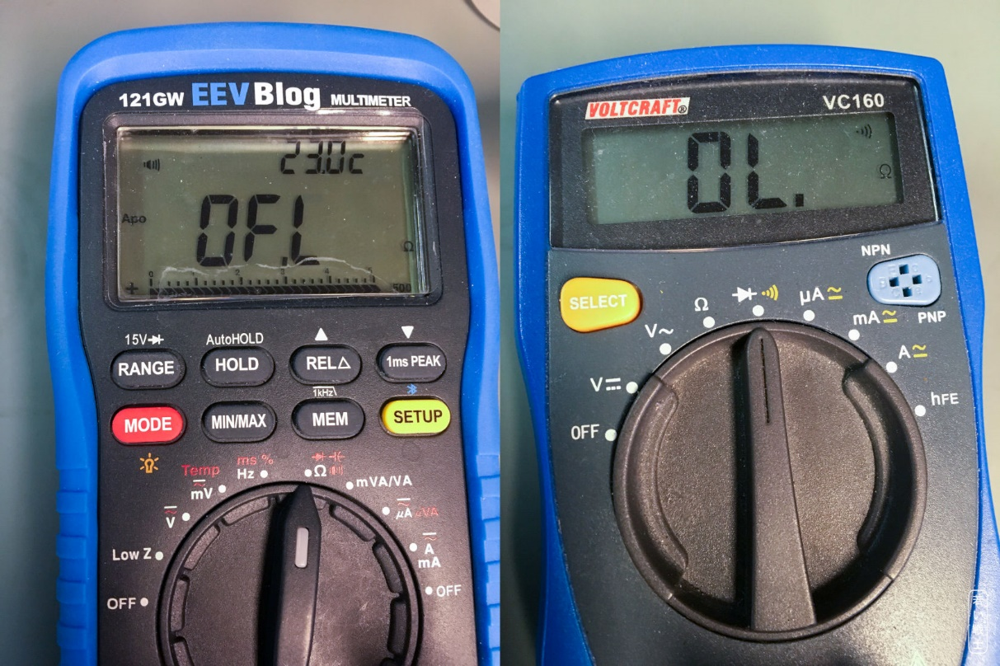 121GW EEVBlog MULTIMETER
23.0c
Apo
OF.L
Ω
0 1 2 3 4 5
+
500
15V
AutoHOLD
▲
▼
RANGE
HOLD
REL△
1ms PEAK
1kHz
MODE
MIN/MAX
MEM
SETUP
Temp
ms %
mV
Hz
Ω
mVA/VA
V
μA μVA
Low Z
A
mA
OFF
OFF
VOLTCRAFT®
VC160
OL.
Ω
NPN
SELECT
PNP
V~
Ω
μA
mA
A
V
hFE
OFF